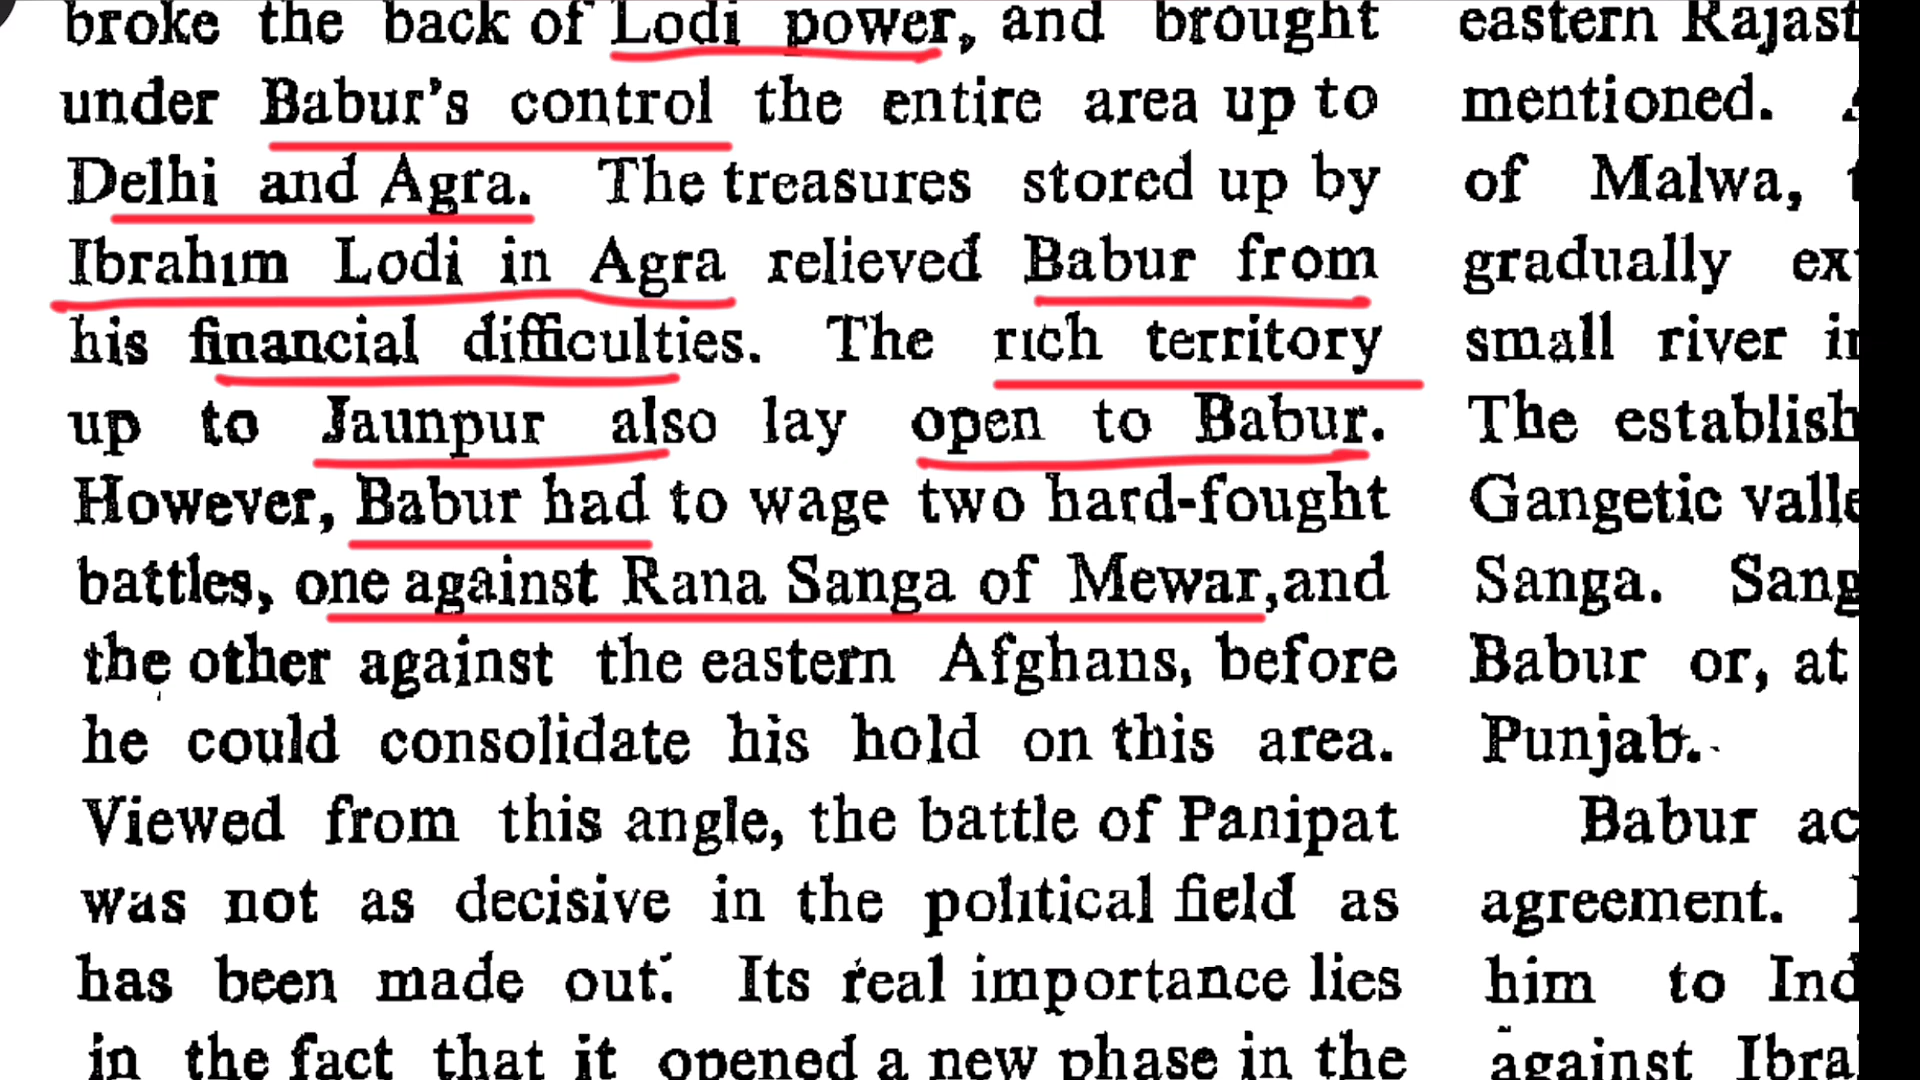 broke the back of Lodi power, and brought
under Babur's control the entire area up to
Delhi and Agra. The treasures stored up by
Ibrahim Lodi in Agra relieved Babur from
his financial difficulties. The rich territory
up to Jaunpur also lay open to Babur.
However, Babur had to wage two hard-fought
battles, one against Rana Sanga of Mewar, and
the other against the eastern Afghans, before
he could consolidate his hold on this area.
Viewed from this angle, the battle of Panipat
was not as decisive in the political field as
has been made out. Its real importance lies
in the fact that it opened a new phase in the
eastern
mentioned.
of Malwa,
gradually
small river
The
Gangetic
Sanga.
Babur or, at
Punjab.
Babur
agreement.
him to
against